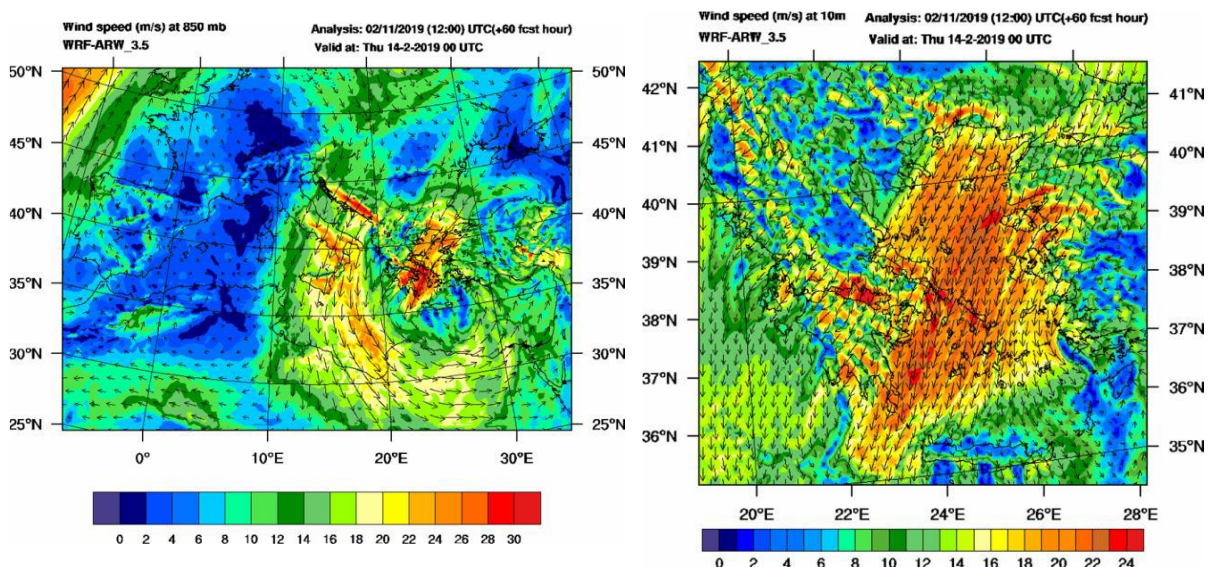 Wind speed (m/s) at 850 mb
Analysis: 02/11/2019 (12:00) UTC(+60 fcst hour)
WRF-ARW_3.5
Valid at: Thu 14-2-2019 00 UTC
50°N
45°N
40°N
35°N
30°N
25°N
50°N
45°N
40°N
35°N
30°N
25°N
0°
10°E
20°E
30°E
0 2 4 6 8 10 12 14 16 18 20 22 24 26 28 30
Wind speed (m/s) at 10m
Analysis: 02/11/2019 (12:00) UTC(+60 fcst hour)
WRF-ARW_3.5
Valid at: Thu 14-2-2019 00 UTC
42°N
41°N
40°N
39°N
38°N
37°N
36°N
41°N
40°N
39°N
38°N
37°N
36°N
35°N
20°E
22°E
24°E
26°E
28°E
0 2 4 6 8 10 12 14 16 18 20 22 24